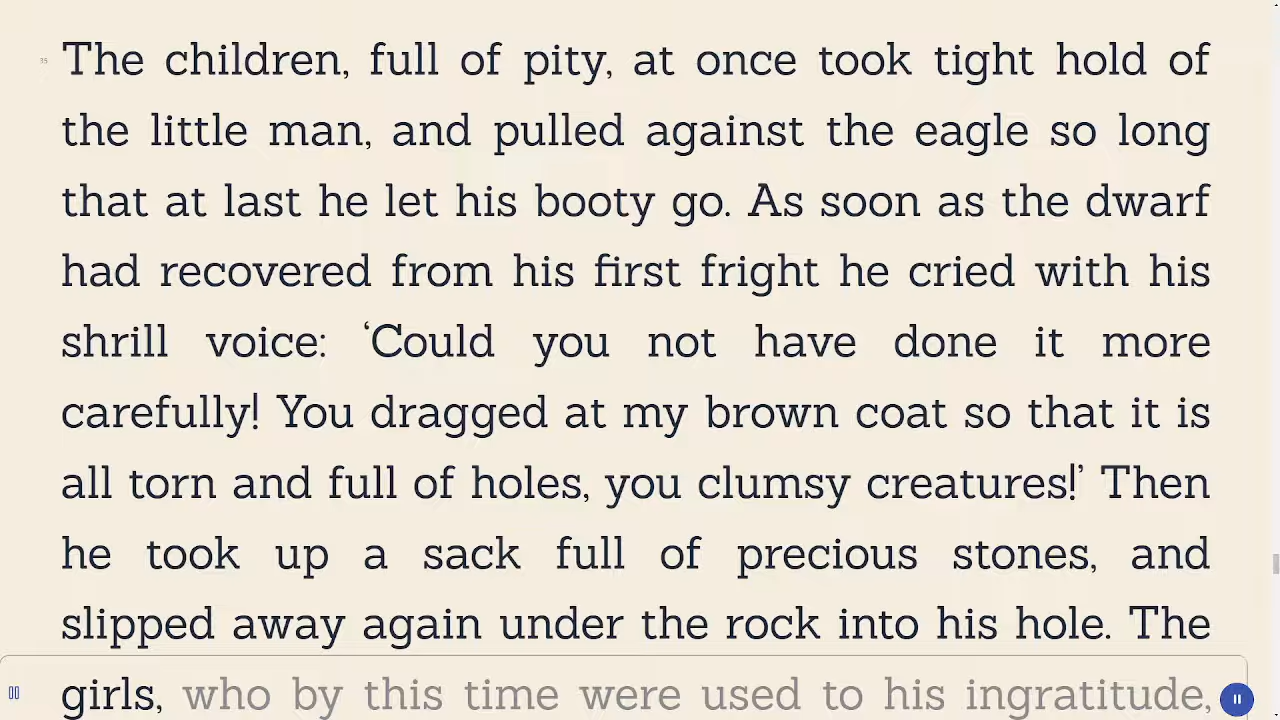 35 The children, full of pity, at once took tight hold of
the little man, and pulled against the eagle so long
that at last he let his booty go. As soon as the dwarf
had recovered from his first fright he cried with his
shrill voice: ‘Could you not have done it more
carefully! You dragged at my brown coat so that it is
all torn and full of holes, you clumsy creatures!’ Then
he took up a sack full of precious stones, and
slipped away again under the rock into his hole. The
girls, who by this time were used to his ingratitude,